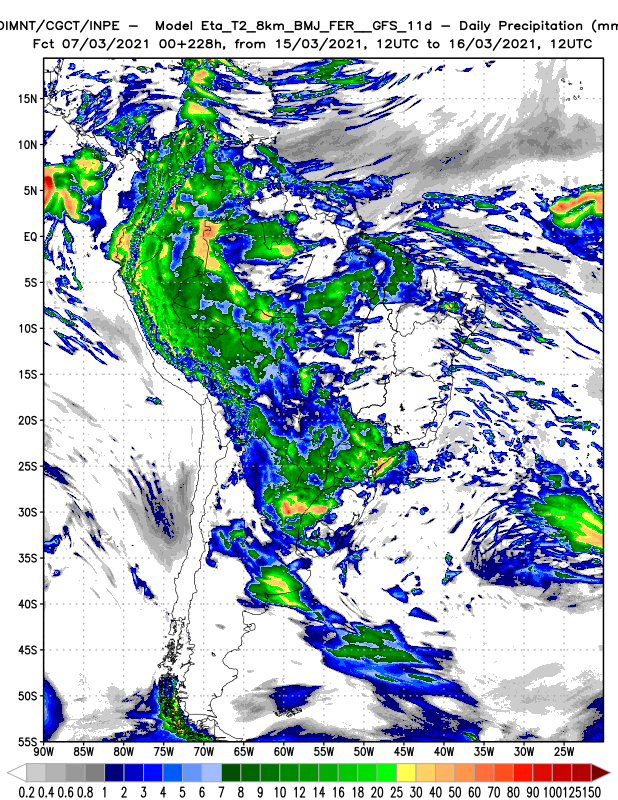 DIMNT/CGCT/INPE – Model Eta_T2_8km_BMJ_FER__GFS_11d – Daily Precipitation (mm
Fct 07/03/2021 00+228h, from 15/03/2021, 12UTC to 16/03/2021, 12UTC
15N
10N
5N
EQ
5S
10S
15S
20S
25S
30S
35S
40S
45S
50S
55S
90W 85W 80W 75W 70W 65W 60W 55W 50W 45W 40W 35W 30W 25W
0.2 0.4 0.6 0.8 1 2 3 4 5 6 7 8 9 10 12 14 16 18 20 25 30 40 50 60 70 80 90 100 125 150